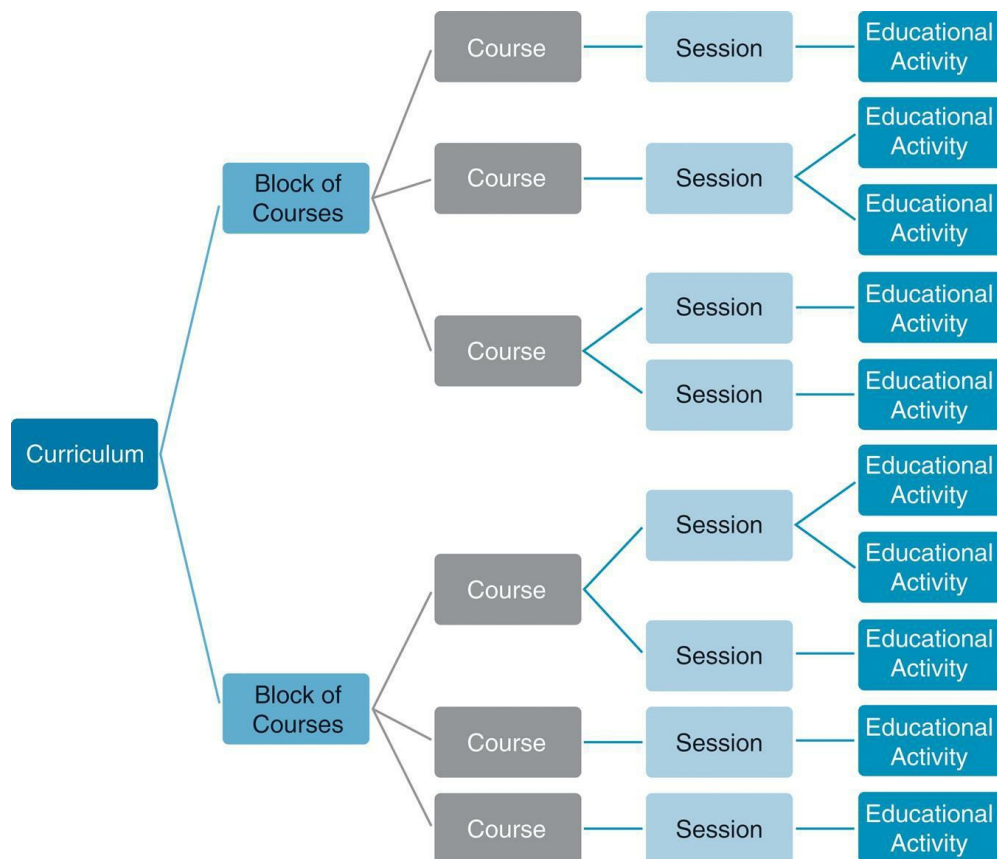 Course
Session
Educational
Activity
Educational
Activity
Block of
Courses
Course
Session
Educational
Activity
Session
Educational
Activity
Course
Session
Educational
Activity
Curriculum
Educational
Activity
Session
Educational
Activity
Course
Session
Educational
Activity
Block of
Courses
Course
Session
Educational
Activity
Course
Session
Educational
Activity